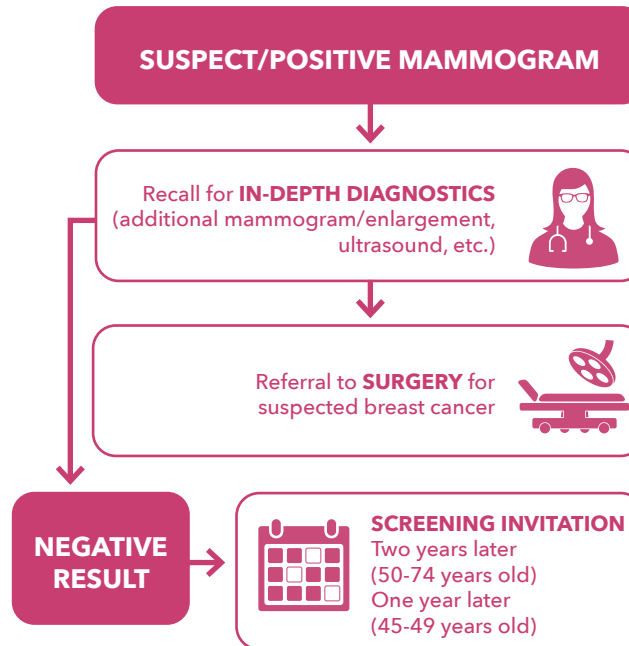 SUSPECT/POSITIVE MAMMOGRAM
Recall for IN-DEPTH DIAGNOSTICS
(additional mammogram/enlargement,
ultrasound, etc.)
Referral to SURGERY for
suspected breast cancer
NEGATIVE
RESULT
SCREENING INVITATION
Two years later
(50-74 years old)
One year later
(45-49 years old)